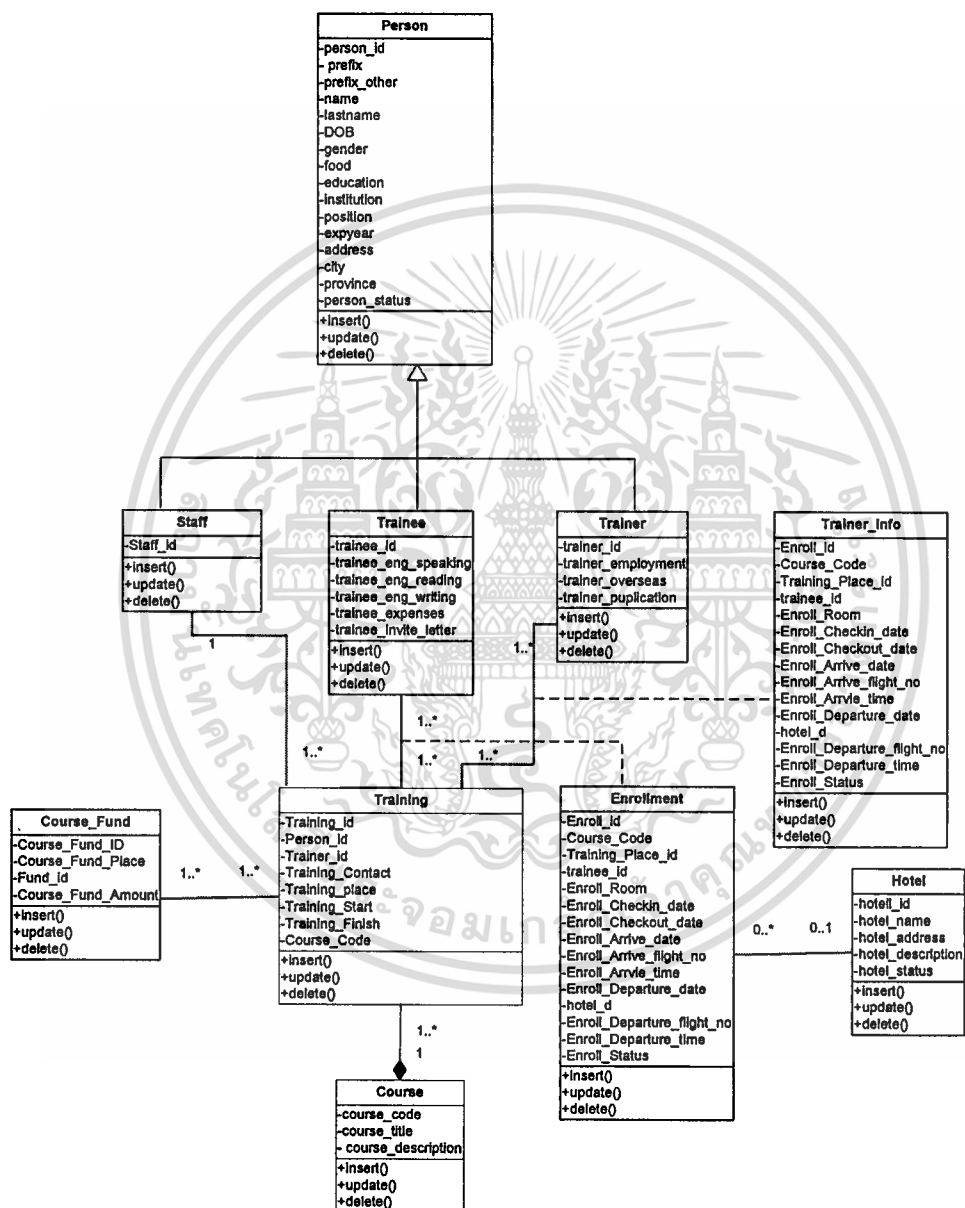 Person
-person_id
- prefix
-prefix_other
-name
-lastname
-DOB
-gender
-food
-education
-institution
-position
-expyear
-address
-city
-province
-person_status
+insert()
+update()
+delete()
Staff
-Staff_id
+insert()
+update()
+delete()
Trainee
-trainee_id
-trainee_eng_speaking
-trainee_eng_reading
-trainee_eng_writing
-trainee_expenses
-trainee_invite_letter
+insert()
+update()
+delete()
Trainer
-trainer_id
-trainer_employment
-trainer_overseas
-trainer_puplication
+insert()
+update()
+delete()
Trainer_Info
-Enroll_id
-Course_Code
-Training_Place_id
-trainee_id
-Enroll_Room
-Enroll_Checkin_date
-Enroll_Checkout_date
-Enroll_Arrive_date
-Enroll_Arrive_flight_no
-Enroll_Arrvie_time
-Enroll_Departure_date
-hotel_d
-Enroll_Departure_flight_no
-Enroll_Departure_time
-Enroll_Status
+insert()
+update()
+delete()
1
1..*
1..*
1..*
1..*
1..*
Course_Fund
-Course_Fund_ID
-Course_Fund_Place
-Fund_id
-Course_Fund_Amount
+insert()
+update()
+delete()
1..*
1..*
Training
-Training_id
-Person_id
-Trainer_id
-Training_Contact
-Training_place
-Training_Start
-Training_Finish
-Course_Code
+insert()
+update()
+delete()
Enrollment
-Enroll_id
-Course_Code
-Training_Place_id
-trainee_id
-Enroll_Room
-Enroll_Checkin_date
-Enroll_Checkout_date
-Enroll_Arrive_date
-Enroll_Arrive_flight_no
-Enroll_Arrvie_time
-Enroll_Departure_date
-hotel_d
-Enroll_Departure_flight_no
-Enroll_Departure_time
-Enroll_Status
+insert()
+update()
+delete()
0..*
0..1
Hotel
-hotell_id
-hotel_name
-hotel_address
-hotel_description
-hotel_status
+insert()
+update()
+delete()
1..*
1
Course
-course_code
-course_title
- course_description
+insert()
+update()
+delete()